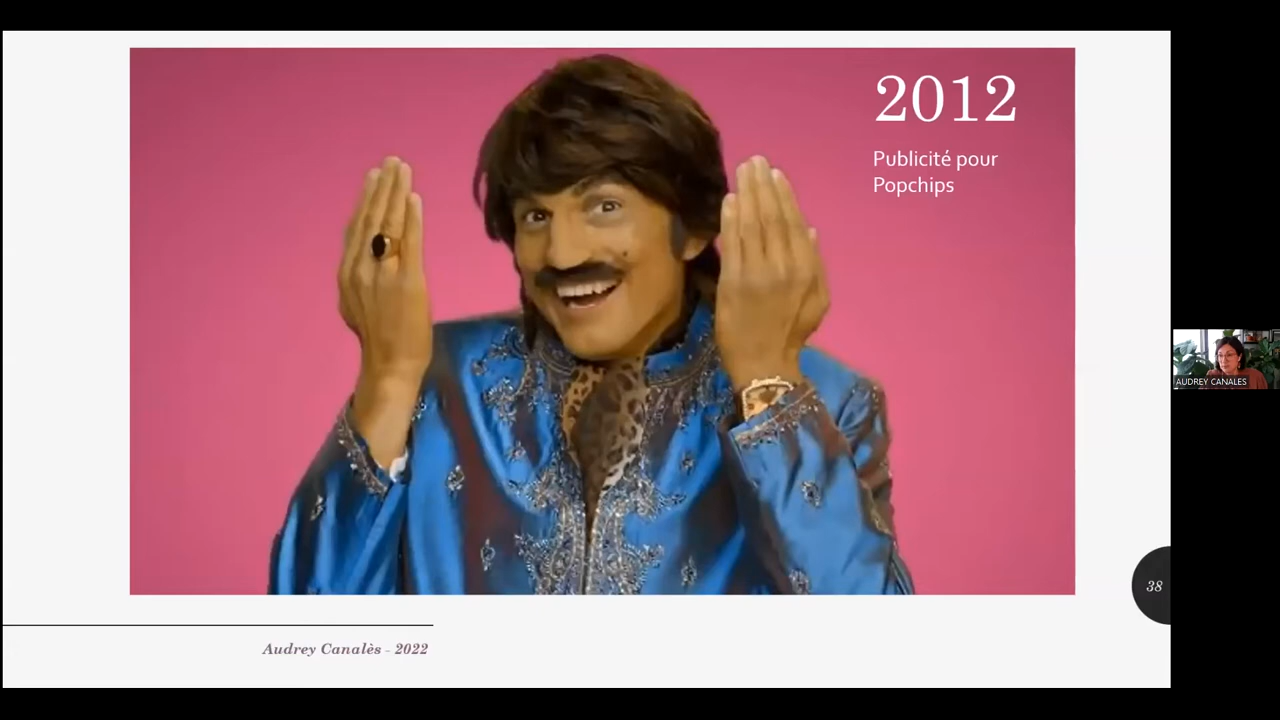 2012
Publicité pour
Popchips
AUDREY CANALES
38
Audrey Canalès - 2022